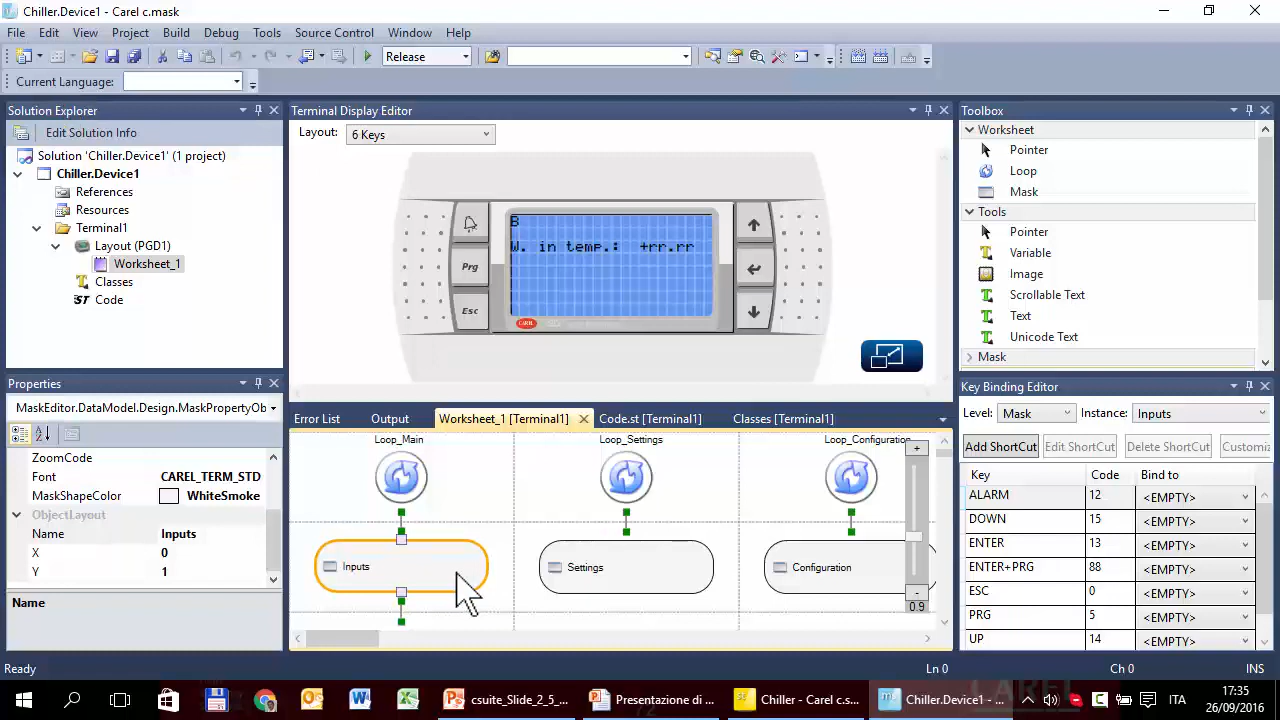 Chiller.Device1 - Carel c.mask
File Edit View Project Build Debug Tools Source Control Window Help
Release
Current Language:
Solution Explorer
Edit Solution Info
Solution 'Chiller.Device1' (1 project)
Chiller.Device1
References
Resources
Terminal1
Layout (PGD1)
Worksheet_1
Classes
ST Code
Terminal Display Editor
Layout: 6 Keys
B
W. in temp.: +rr.rr
Prg
Esc
CAREL
Toolbox
Worksheet
Pointer
Loop
Mask
Tools
Pointer
Variable
Image
Scrollable Text
Text
Unicode Text
Mask
Properties
MaskEditor.DataModel.Design.MaskPropertyOb
ZoomCode
Font CAREL_TERM_STD
MaskShapeColor WhiteSmoke
ObjectLayout
Name Inputs
X 0
Y 1
Name
Error List Output Worksheet_1 [Terminal1] Code.st [Terminal1] Classes [Terminal1]
Loop_Main Loop_Settings Loop_Configuration
Inputs Settings Configuration
+
-
0.9
Key Binding Editor
Level: Mask Instance: Inputs
Add ShortCut Edit ShortCut Delete ShortCut Customiz
Key Code Bind to
ALARM 12 <EMPTY>
DOWN 15 <EMPTY>
ENTER 13 <EMPTY>
ENTER+PRG 88 <EMPTY>
ESC 0 <EMPTY>
PRG 5 <EMPTY>
UP 14 <EMPTY>
Ready Ln 0 Ch 0 INS
csuite_Slide_2_5_... Presentazione di ... Chiller - Carel c.s... Chiller.Device1 - ... ITA 17:35
26/09/2016